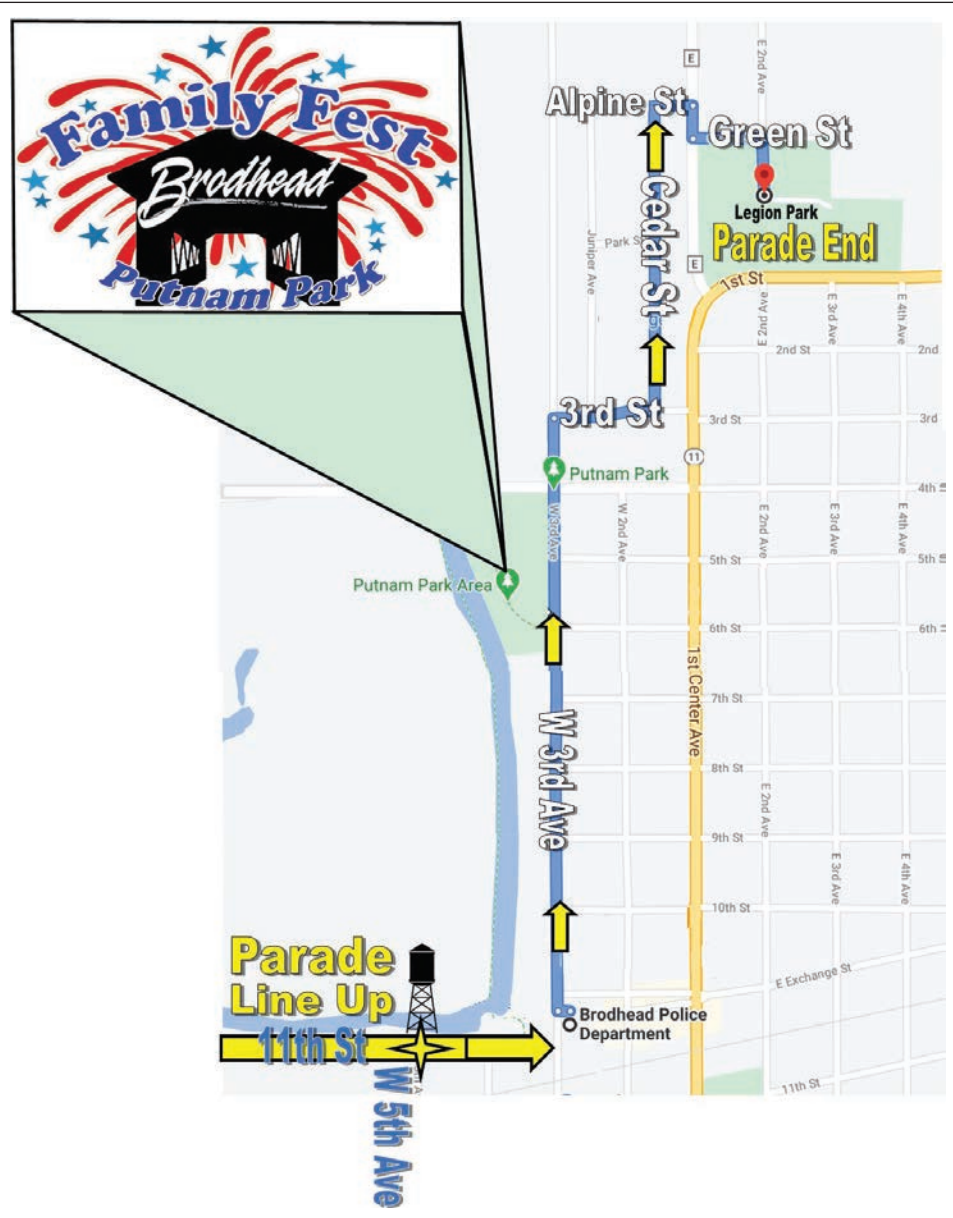 Family Fest
Brodhead
Putnam Park
E
E 2nd Ave
Alpine St
Green St
Cedar St
Legion Park
Parade End
Juniper Ave
Park S
E
1st St
E 2nd Ave
E 3rd Ave
E 4th Ave
2nd St
2nd
3rd St
3rd St
3rd
11
Putnam Park
4th
W 3rd Ave
W 2nd Ave
E 2nd Ave
E 3rd Ave
E 4th Ave
5th St
5th
Putnam Park Area
6th St
6th
1st Center Ave
7th St
W 3rd Ave
8th St
E 2nd Ave
9th St
E 3rd Ave
E 4th Ave
10th St
Parade
Line Up
E Exchange St
Brodhead Police
Department
11th St
11th St
W 5th Ave